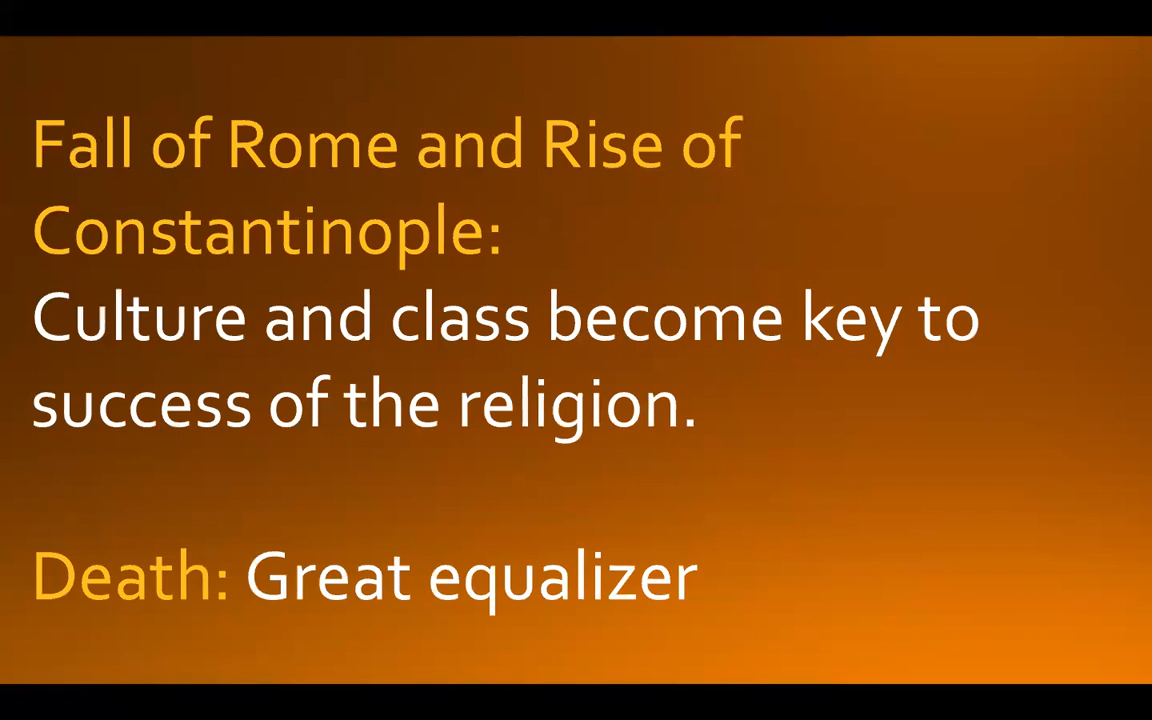 Fall of Rome and Rise of
Constantinople:
Culture and class become key to
success of the religion.
Death: Great equalizer